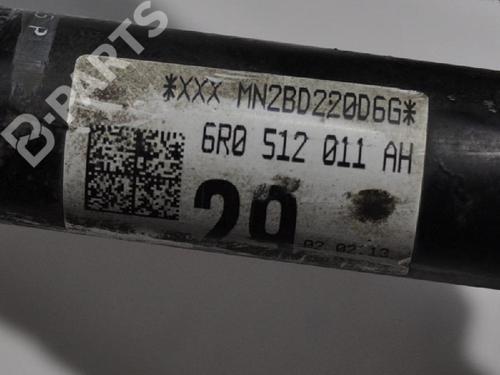 *XXX MN2BD220D6G*
6R0 512 011 AH
29
02.02.13
B-PARTS